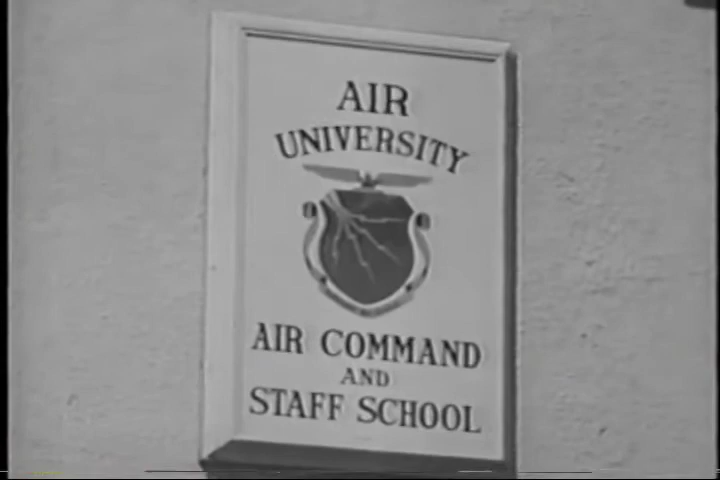 AIR
UNIVERSITY
AIR COMMAND
AND
STAFF SCHOOL